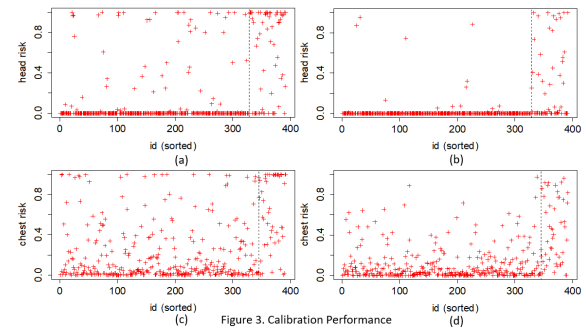 head risk
0.0 0.4 0.8
0 100 200 300 400
id (sorted)
(a)
head risk
0.0 0.4 0.8
0 100 200 300 400
id (sorted)
(b)
chest risk
0.0 0.4 0.8
0 100 200 300 400
id (sorted)
(c)
chest risk
0.0 0.4 0.8
0 100 200 300 400
id (sorted)
(d)
Figure 3. Calibration Performance